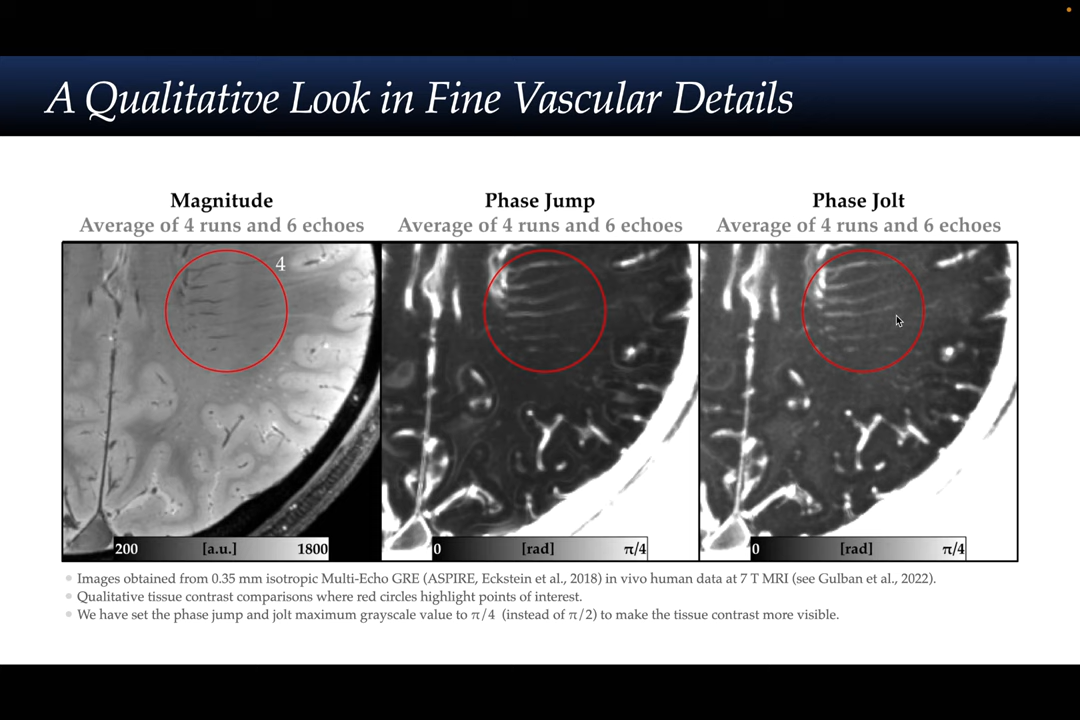 A Qualitative Look in Fine Vascular Details
Magnitude
Average of 4 runs and 6 echoes
Phase Jump
Average of 4 runs and 6 echoes
Phase Jolt
Average of 4 runs and 6 echoes
4
200 [a.u.] 1800
0 [rad] π/4
0 [rad] π/4
Images obtained from 0.35 mm isotropic Multi-Echo GRE (ASPIRE, Eckstein et al., 2018) in vivo human data at 7 T MRI (see Gulban et al., 2022).
Qualitative tissue contrast comparisons where red circles highlight points of interest.
We have set the phase jump and jolt maximum grayscale value to π/4 (instead of π/2) to make the tissue contrast more visible.